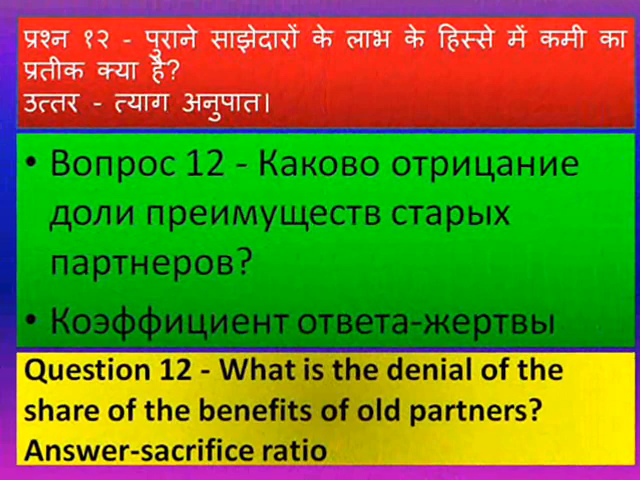 प्रश्न १२ - पुराने साझेदारों के लाभ के हिस्से में कमी का
प्रतीक क्या है?
उत्तर - त्याग अनुपात।
• Вопрос 12 - Каково отрицание
доли преимуществ старых
партнеров?
• Коэффициент ответа-жертвы
Question 12 - What is the denial of the
share of the benefits of old partners?
Answer-sacrifice ratio